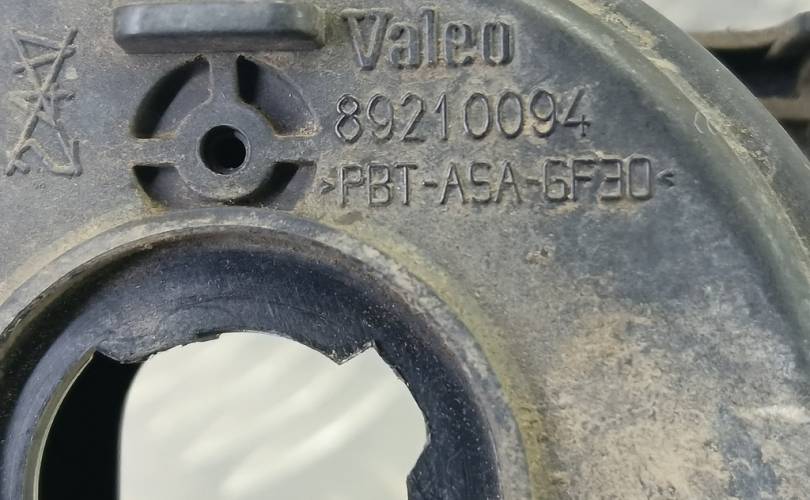 Valeo
89210094
>PBT-ASA-GF30<